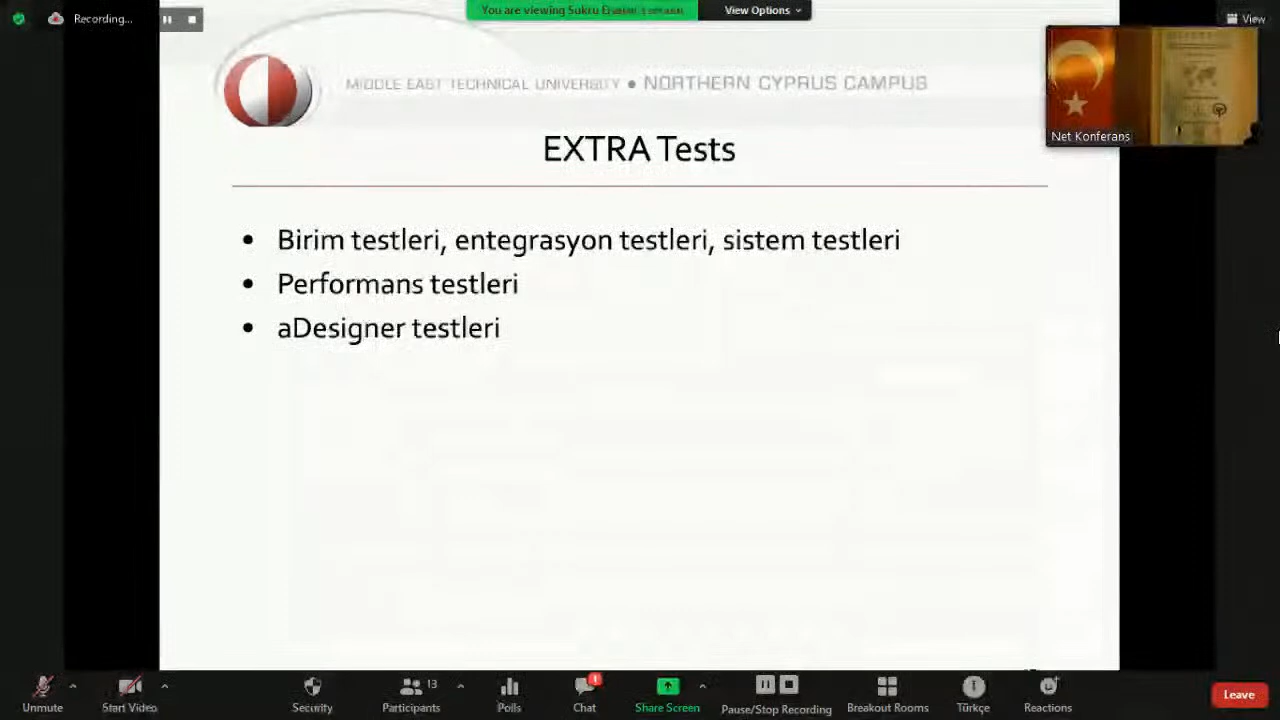 Recording...
You are viewing Sukru
View Options
View
MIDDLE EAST TECHNICAL UNIVERSITY • NORTHERN CYPRUS CAMPUS
Net Konferans
EXTRA Tests
• Birim testleri, entegrasyon testleri, sistem testleri
• Performans testleri
• aDesigner testleri
Unmute
Start Video
Security
13
Participants
Polls
1
Chat
Share Screen
Pause/Stop Recording
Breakout Rooms
Türkçe
Reactions
Leave